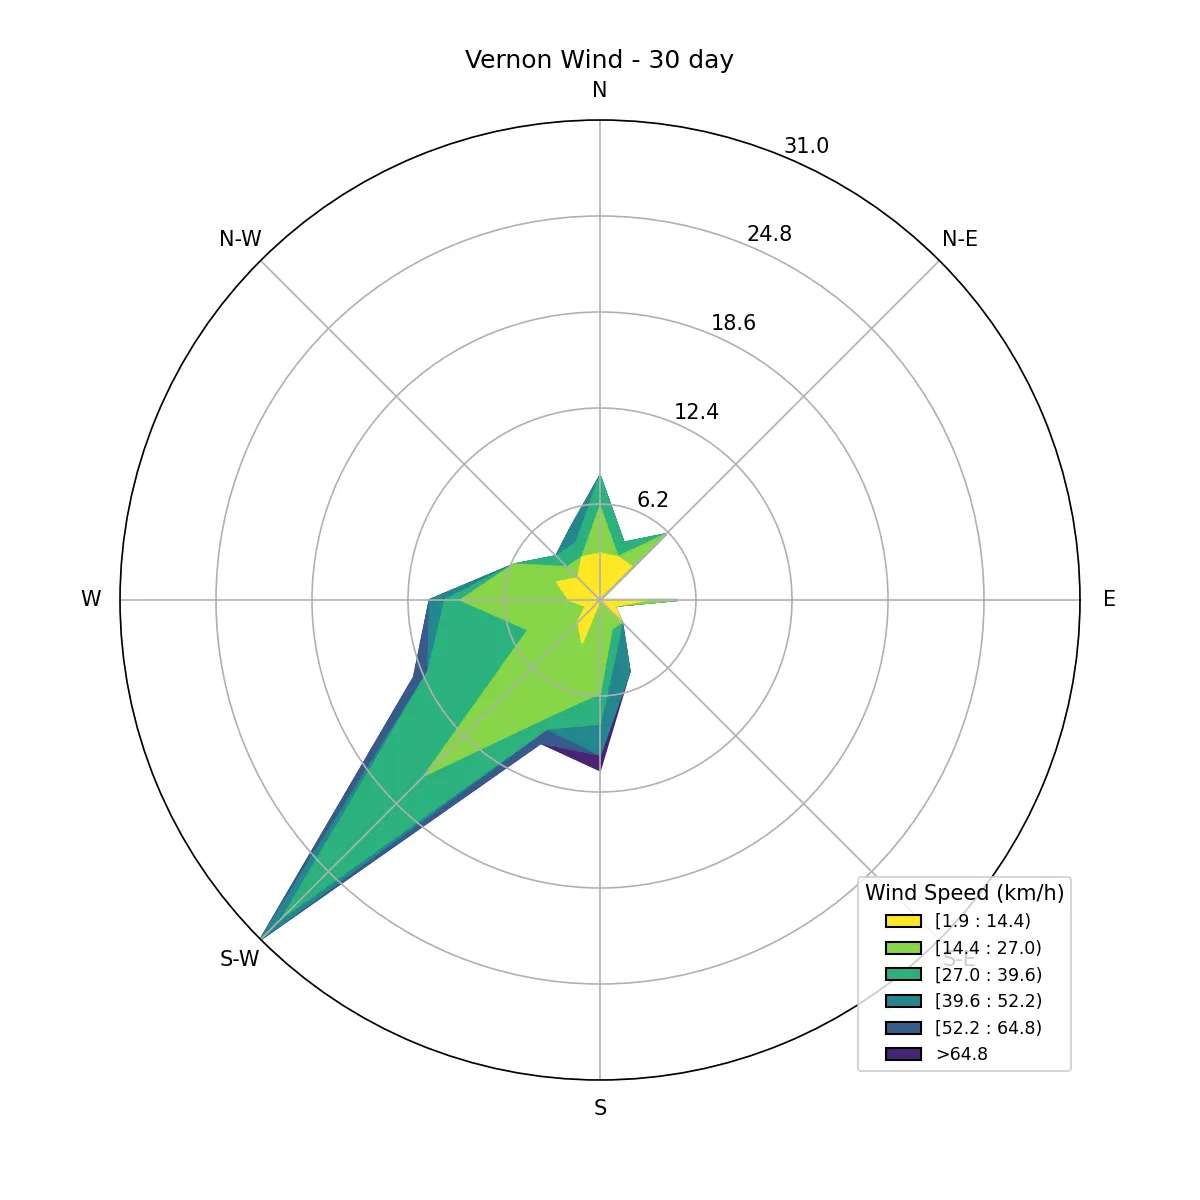 Vernon Wind - 30 day
N
31.0
N-W
24.8
N-E
18.6
12.4
6.2
W
E
S-W
S-E
S
Wind Speed (km/h)
[1.9 : 14.4)
[14.4 : 27.0)
[27.0 : 39.6)
[39.6 : 52.2)
[52.2 : 64.8)
>64.8